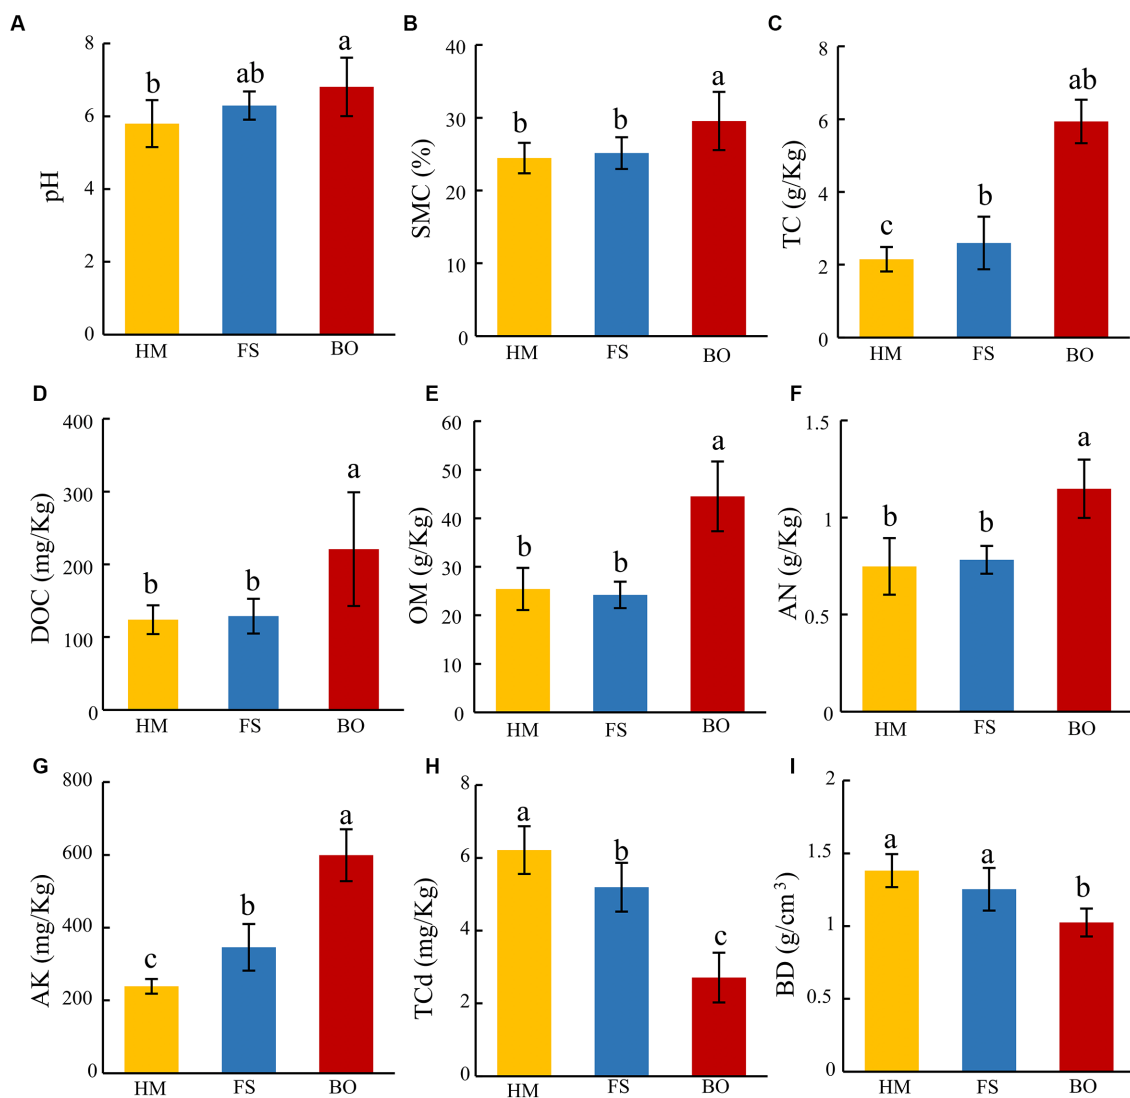 A
8
6
4
2
0
pH
b
ab
a
HM
FS
BO
B
40
30
20
10
0
SMC (%)
b
b
a
HM
FS
BO
C
8
6
4
2
0
TC (g/Kg)
c
b
ab
HM
FS
BO
D
400
300
200
100
0
DOC (mg/Kg)
b
b
a
HM
FS
BO
E
60
50
40
30
20
10
0
OM (g/Kg)
b
b
a
HM
FS
BO
F
1.5
1
0.5
0
AN (g/Kg)
b
b
a
HM
FS
BO
G
800
600
400
200
0
AK (mg/Kg)
c
b
a
HM
FS
BO
H
8
6
4
2
0
TCd (mg/Kg)
a
b
c
HM
FS
BO
I
2
1.5
1
0.5
0
BD (g/cm³)
a
a
b
HM
FS
BO